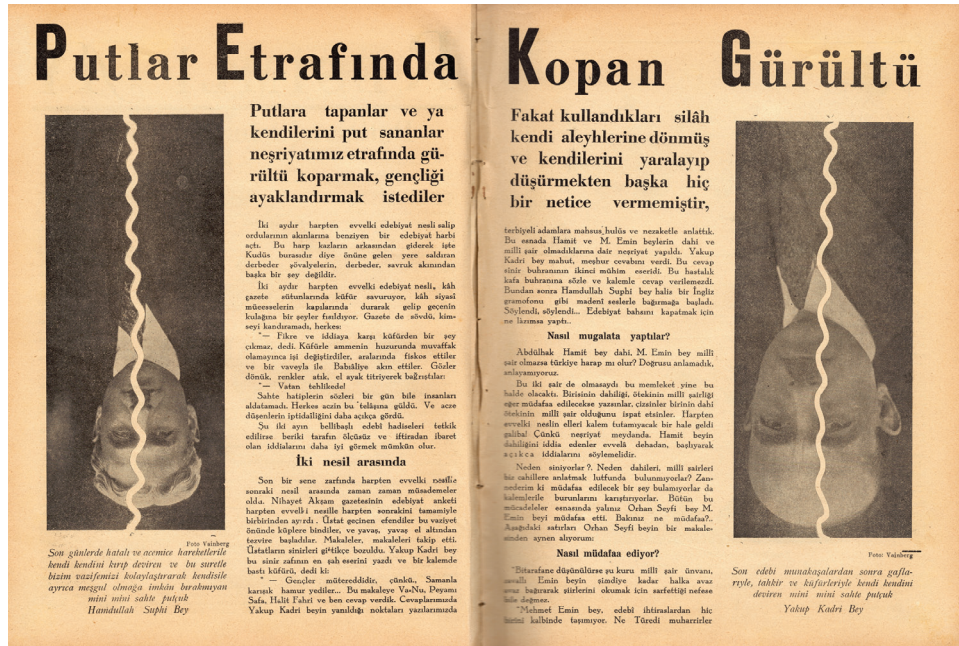 Putlar Etrafında Kopan Gürültü
Putlara tapanlar ve ya
kendilerini put sananlar
neşriyatımız etrafında gü-
rültü koparmak, gençliği
ayaklandırmak istediler
İki aydır harpten evvelki edebiyat nesli salip
ordularının akınlarına benziyen bir edebiyat harbi
açtı. Bu harp kazların arkasından giderek işte
Kudüs burasıdır diye önüne gelen yere saldıran
derbeder şövalyelerin, derbeder, savruk akınından
başka bir şey değildir.
İki aydır harpten evvelki edebiyat nesli, kâh
gazete sütunlarında küfür savuruyor, kâh siyasî
müesselerin kapılarında durarak gelip geçenin
kulağına bir şeyler fısıldıyor. Gazete de sövdü, kim-
seyi kandıramadı, herkes:
"— Fikre ve iddiaya karşı küfürden bir şey
çıkmaz, dedi. Küfürle ammenin huzurunda muvaffak
olamayınca işi değiştirdiler, aralarında fiskos ettiler
ve bir vaveyla ile Babıâliye akın ettiler. Gözler
dönük, renkler atık, el ayak titriyerek bağrıştılar:
"— Vatan tehlikede!
Sahte hatiplerin sözleri bir gün bile insanları
aldatamadı. Herkes aczin bu telâşına güldü. Ve acze
düşenlerin iptidaîliğini daha açıkça gördü.
Şu iki ayın bellibaşlı edebî hadiseleri tetkik
edilirse beriki tarafın ölçüsüz ve iftiradan ibaret
olan iddialarını daha iyi görmek mümkün olur.
İki nesil arasında
Son bir sene zarfında harpten evvelki nesille
sonraki nesil arasında zaman zaman müsademeler
oldu. Nihayet Akşam gazetesinin edebiyat anketi
harpten evvelki nesille harpten sonrakini tamamiyle
birbirinden ayırdı. Üstat geçinen efendiler bu vaziyet
önünde küplere bindiler, ve yavaş, yavaş el altından
tezvire başladılar. Makaleler, makaleleri takip etti.
Üstatların sinirleri gittikçe bozuldu. Yakup Kadri bey
bu sinir zafının en şah eserini yazdı ve bir kalemde
bastı küfürü, dedi ki:
"— Gençler mütereddidir, çünkü,. Samanla
karışık hamur yediler... Bu makaleye Va-Nu, Peyami
Safa, Halit Fahri ve ben cevap verdik. Cevaplarımızda
Yakup Kadri beyin yanıldığı noktaları yazılarımızda
Foto Vainberg
Son günlerde hatalı ve acemice hareketlerile
kendi kendini kırıp deviren ve bu suretle
bizim vazifemizi kolaylaştırarak kendisile
ayrıca meşgul olmağa imkân bırakmıyan
mini mini sahte putçuk
Hamdullah Suphi Bey
Fakat kullandıkları silâh
kendi aleyhlerine dönmüş
ve kendilerini yaralayıp
düşürmekten başka hiç
bir netice vermemiştir,
terbiyeli adamlara mahsus hulüs ve nezaketle anlattık.
Bu esnada Hamit ve M. Emin beylerin dahi ve
millî şair olmadıklarına dair neşriyat yapıldı. Yakup
Kadri bey mahut, meşhur cevabını verdi. Bu cevap
sinir buhranının ikinci mühim eseridi. Bu hastalık
kafa buhranına sözle ve kalemle cevap verilemezdi.
Bundan sonra Hamdullah Suphi bey halis bir İngliz
gramofonu gibi madenî seslerle bağırmağa başladı.
Söylendi, söylendi... Edebiyat bahsını kapatmak için
ne lâzımsa yaptı..
Nasıl mugalata yaptılar?
Abdülhak Hamit bey dahi, M. Emin bey millî
şair olmazsa türkiye harap mı olur? Doğrusu anlamadık,
anlayamıyoruz.
Bu iki şair de olmasaydı bu memleket yine bu
halde olacaktı. Birisinin dahiliği, ötekinin millî şairliği
eğer müdafaa edilecekse yazsınlar, çizsinler birinin dahi
ötekinin millî şair olduğunu ispat etsinler. Harpten
evvelki neslin elleri kalem tutamıyacak bir hale geldi
galiba! Çünkü neşriyat meydanda. Hamit beyin
dahiliğini iddia edenler evvelâ dehadan, başlıyarak
açıkca iddialarını söylemelidir.
Neden siniyorlar?. Neden dahileri, millî şairleri
biz cahillere anlatmak lutfunda bulunmıyorlar? Zan-
nederim ki müdafaa edilecek bir şey bulamıyorlar da
kalemlerile burunlarını karıştırıyorlar. Bütün bu
mücadeleler esnasında yalnız Orhan Seyfi bey M.
Emin beyi müdafaa etti. Bakınız ne müdafaa?..
Aşağıdaki satırları Orhan Seyfi beyin bir makale-
sinden aynen alıyorum:
Nasıl müdafaa ediyor?
"Bitarafane düşünülürse şu kuru millî şair ünvanı,
zavallı Emin beyin şimdiye kadar halka avaz
avaz bağırarak şiirlerini okumak için sarfettiği nefese
bile değmez.
"Mehmet Emin bey, edebî ihtiraslardan hiç
birini kalbinde taşımıyor. Ne Türedi muharrirler
Foto: Vainberg
Son edebî munakaşalardan sonra gafla-
rıyle, tahkir ve küfürleriyle kendi kendini
deviren mini mini sahte putçuk
Yakup Kadri Bey